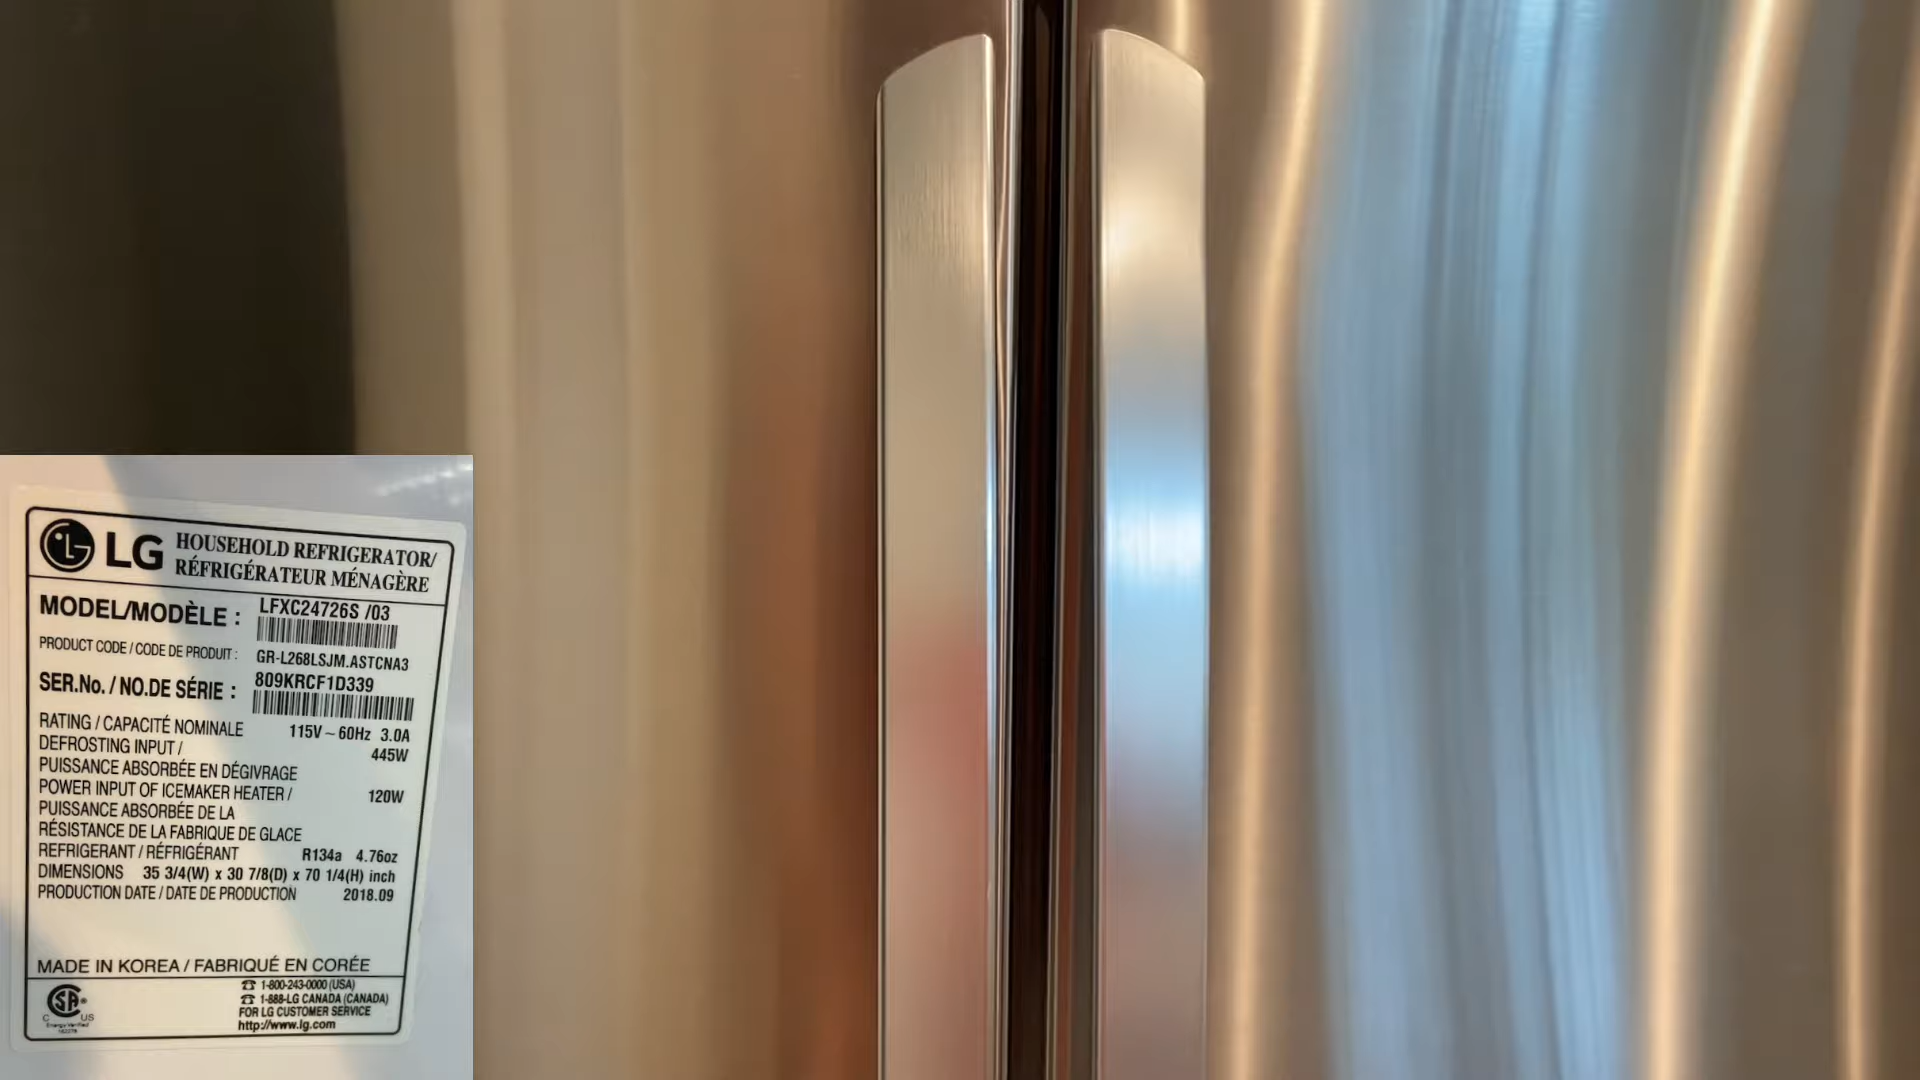 LG HOUSEHOLD REFRIGERATOR/
RÉFRIGÉRATEUR MÉNAGÈRE
MODEL/MODÈLE : LFXC24726S /03
PRODUCT CODE / CODE DE PRODUIT : GR-L268LSJM.ASTCNA3
SER.No. / NO.DE SÉRIE : 809KRCF1D339
RATING / CAPACITÉ NOMINALE 115V ~ 60Hz 3.0A
DEFROSTING INPUT / 445W
PUISSANCE ABSORBÉE EN DÉGIVRAGE
POWER INPUT OF ICEMAKER HEATER / 120W
PUISSANCE ABSORBÉE DE LA
RÉSISTANCE DE LA FABRIQUE DE GLACE
REFRIGERANT / RÉFRIGÉRANT R134a 4.76oz
DIMENSIONS 35 3/4(W) x 30 7/8(D) x 70 1/4(H) inch
PRODUCTION DATE / DATE DE PRODUCTION 2018.09
MADE IN KOREA / FABRIQUÉ EN CORÉE
☎ 1-800-243-0000 (USA)
☎ 1-888-LG CANADA (CANADA)
FOR LG CUSTOMER SERVICE
http://www.lg.com
CSA®
C US
Energy Verified